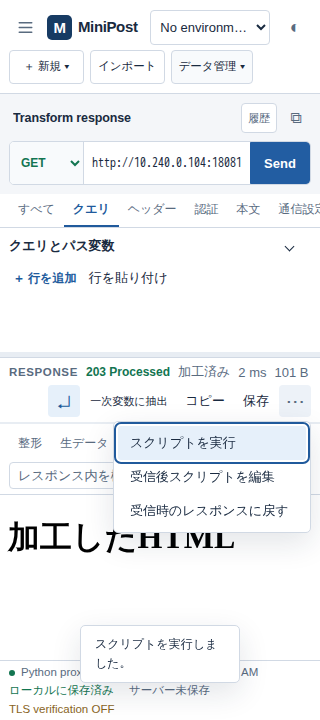 M MiniPost No environm…
+ 新規 ▾ インポート データ管理 ▾
Transform response 履歴
GET http://10.240.0.104:18081 Send
すべて クエリ ヘッダー 認証 本文 通信設定
クエリとパス変数
+ 行を追加 行を貼り付け
RESPONSE 203 Processed 加工済み 2 ms 101 B
一次変数に抽出 コピー 保存 …
整形 生データ
スクリプトを実行
レスポンス内を
受信後スクリプトを編集
受信時のレスポンスに戻す
加工したHTML
スクリプトを実行しま
した。
Python prox AM
ローカルに保存済み サーバー未保存
TLS verification OFF